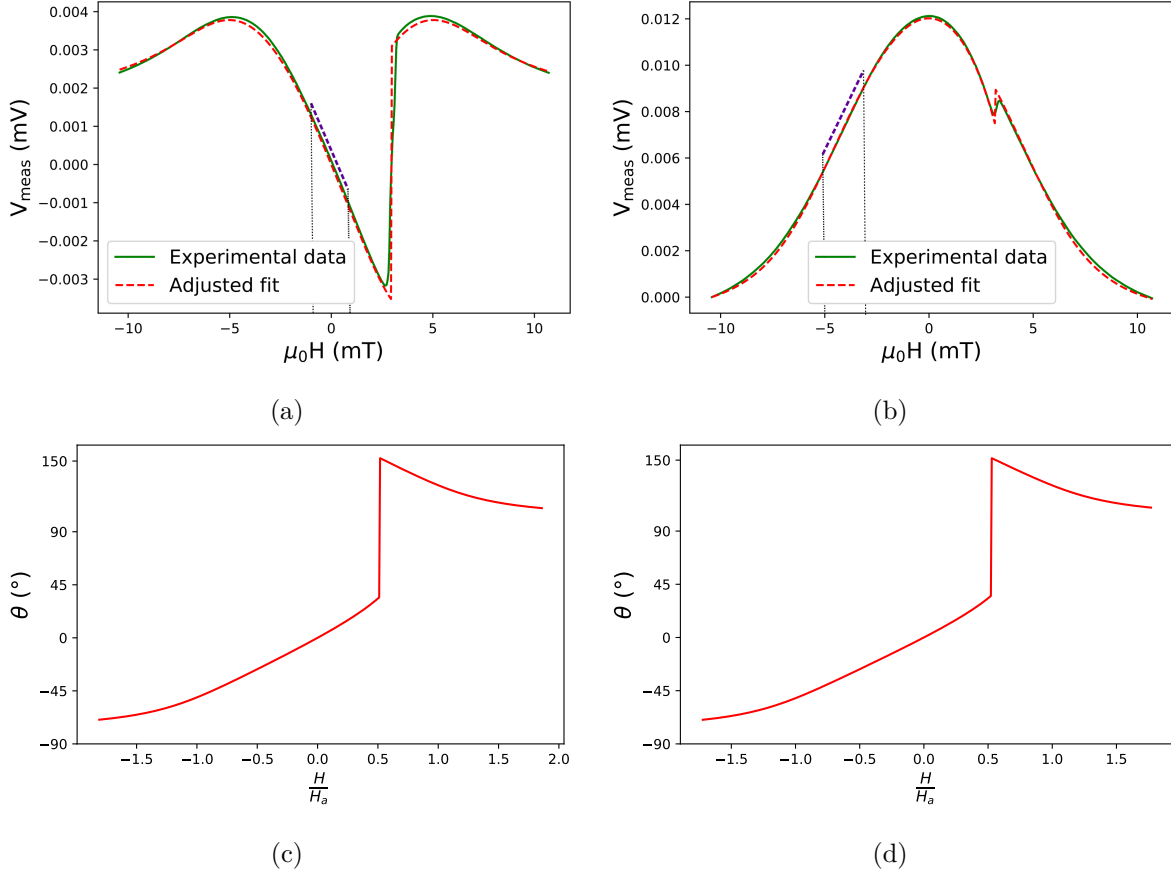 0.004
0.003
0.002
0.001
0.000
−0.001
−0.002
−0.003
V_meas (mV)
Experimental data
Adjusted fit
−10 −5 0 5 10
μ₀H (mT)
(a)
0.012
0.010
0.008
0.006
0.004
0.002
0.000
V_meas (mV)
Experimental data
Adjusted fit
−10 −5 0 5 10
μ₀H (mT)
(b)
150
90
45
0
−45
−90
θ (°)
−1.5 −1.0 −0.5 0.0 0.5 1.0 1.5 2.0
H
H_a
(c)
150
90
45
0
−45
−90
θ (°)
−1.5 −1.0 −0.5 0.0 0.5 1.0 1.5
H
H_a
(d)